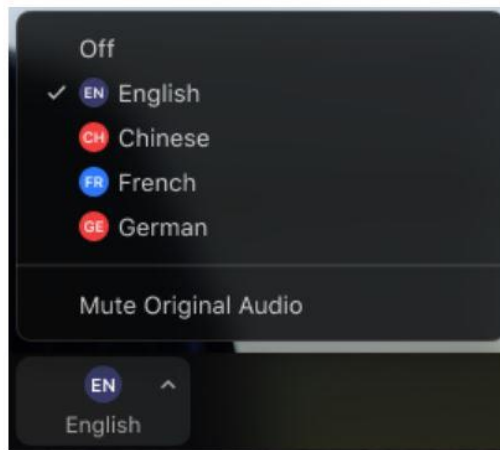 Off
EN English
CH Chinese
FR French
GE German
Mute Original Audio
EN
English